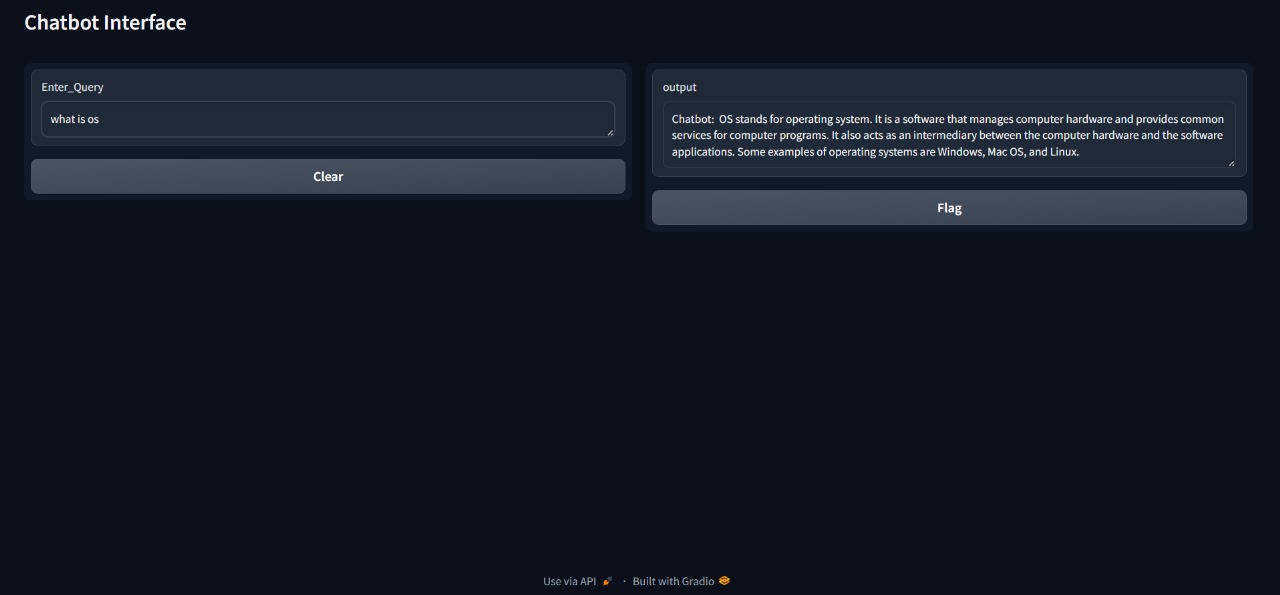 Chatbot Interface
Enter_Query
what is os
Clear
output
Chatbot:  OS stands for operating system. It is a software that manages computer hardware and provides common
services for computer programs. It also acts as an intermediary between the computer hardware and the software
applications. Some examples of operating systems are Windows, Mac OS, and Linux.
Flag
Use via API · Built with Gradio